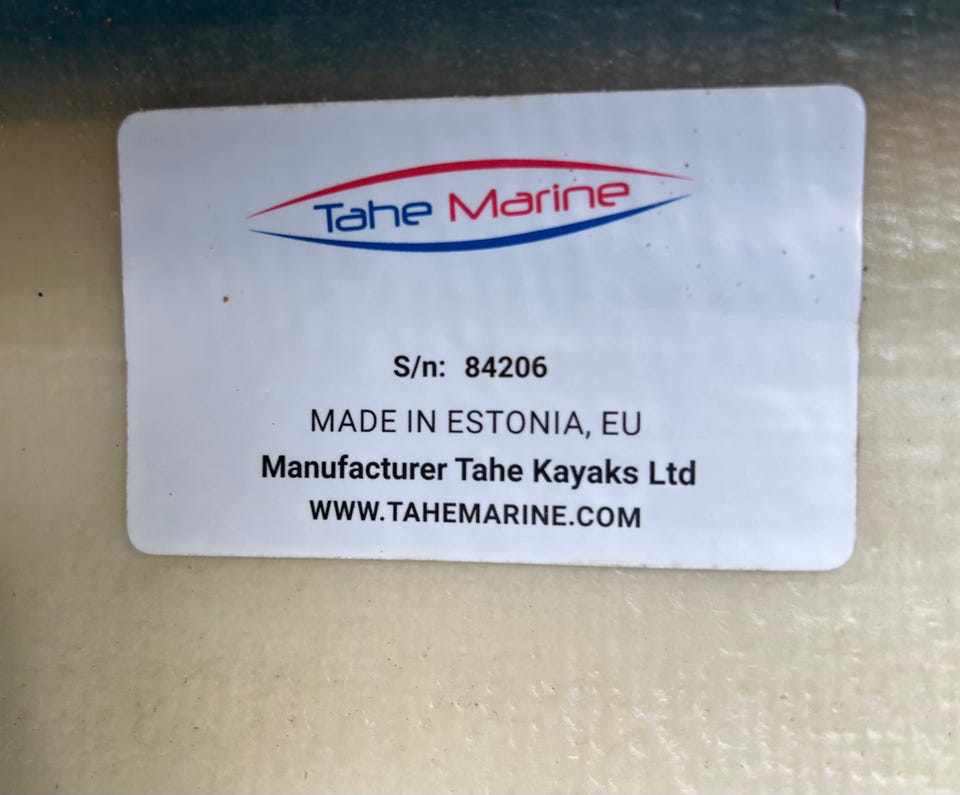 Tahe Marine
S/n: 84206
MADE IN ESTONIA, EU
Manufacturer Tahe Kayaks Ltd
WWW.TAHEMARINE.COM